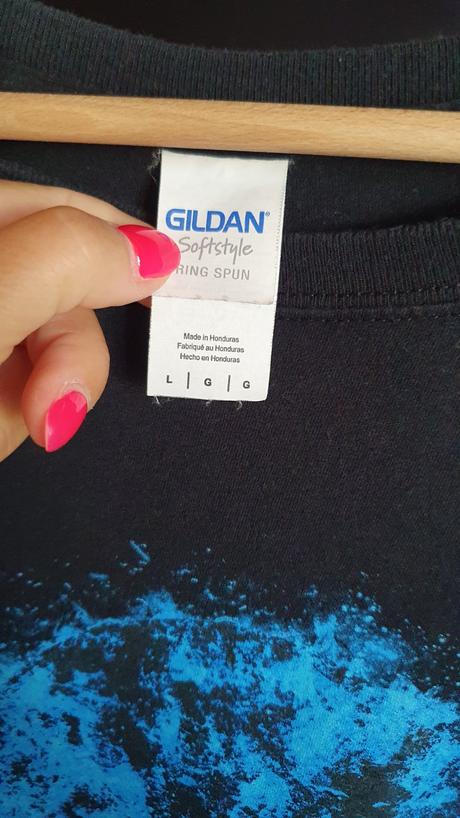 GILDAN®
Softstyle
RING SPUN
Made in Honduras
Fabriqué au Honduras
Hecho en Honduras
L | G | G